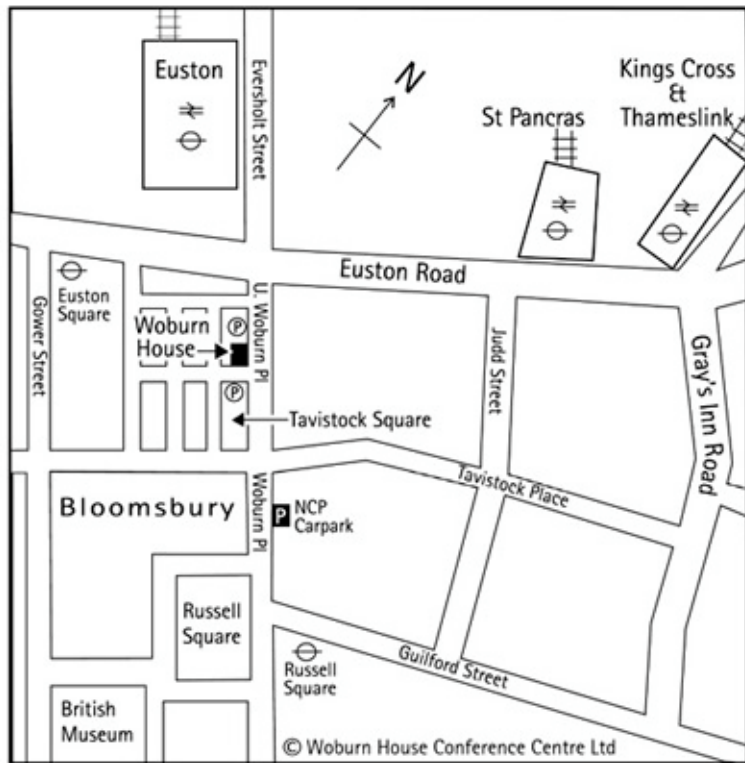 Euston
Eversholt Street
N
St Pancras
Kings Cross
&
Thameslink
Euston Road
Euston
Square
Gower Street
U. Woburn Pl
P
Woburn
House
P
Tavistock Square
Judd Street
Gray's Inn Road
Tavistock Place
Bloomsbury
Woburn Pl
P
NCP
Carpark
Russell
Square
Russell
Square
Guilford Street
British
Museum
© Woburn House Conference Centre Ltd